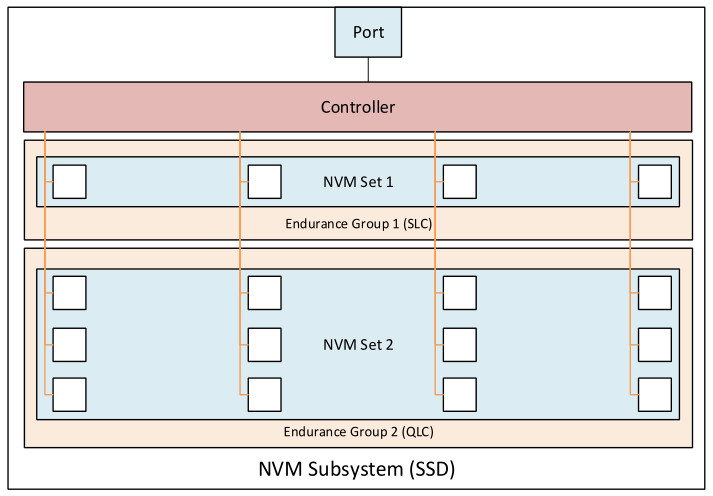 Port
Controller
NVM Set 1
Endurance Group 1 (SLC)
NVM Set 2
Endurance Group 2 (QLC)
NVM Subsystem (SSD)